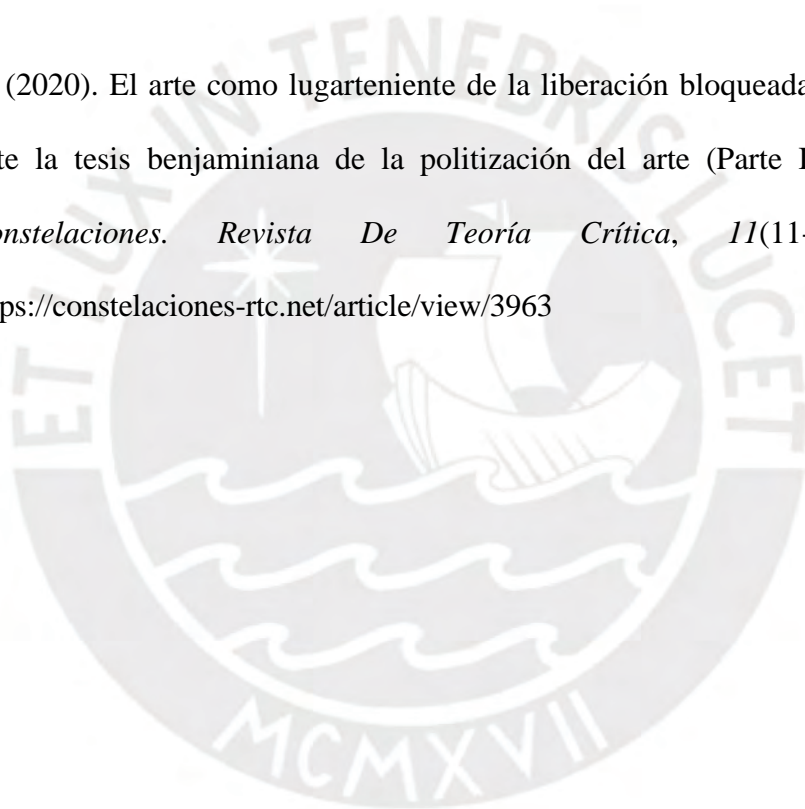 (2020). El arte como lugarteniente de la liberación bloqueada
te la tesis benjaminiana de la politización del arte (Parte I
onstelaciones. Revista De Teoría Crítica, 11(11-
ps://constelaciones-rtc.net/article/view/3963
ET LUX IN TENEBRIS LUCET
MCMXVII